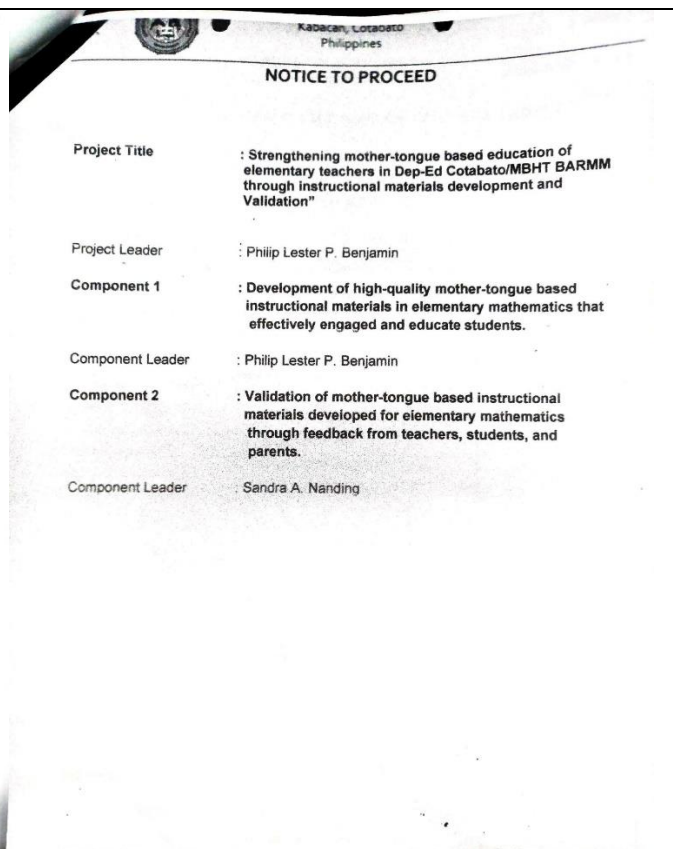 Kabacan, Cotabato
Philippines
NOTICE TO PROCEED
Project Title : Strengthening mother-tongue based education of
elementary teachers in Dep-Ed Cotabato/MBHT BARMM
through instructional materials development and
Validation"
Project Leader : Philip Lester P. Benjamin
Component 1 : Development of high-quality mother-tongue based
instructional materials in elementary mathematics that
effectively engaged and educate students.
Component Leader : Philip Lester P. Benjamin
Component 2 : Validation of mother-tongue based instructional
materials developed for elementary mathematics
through feedback from teachers, students, and
parents.
Component Leader : Sandra A. Nanding